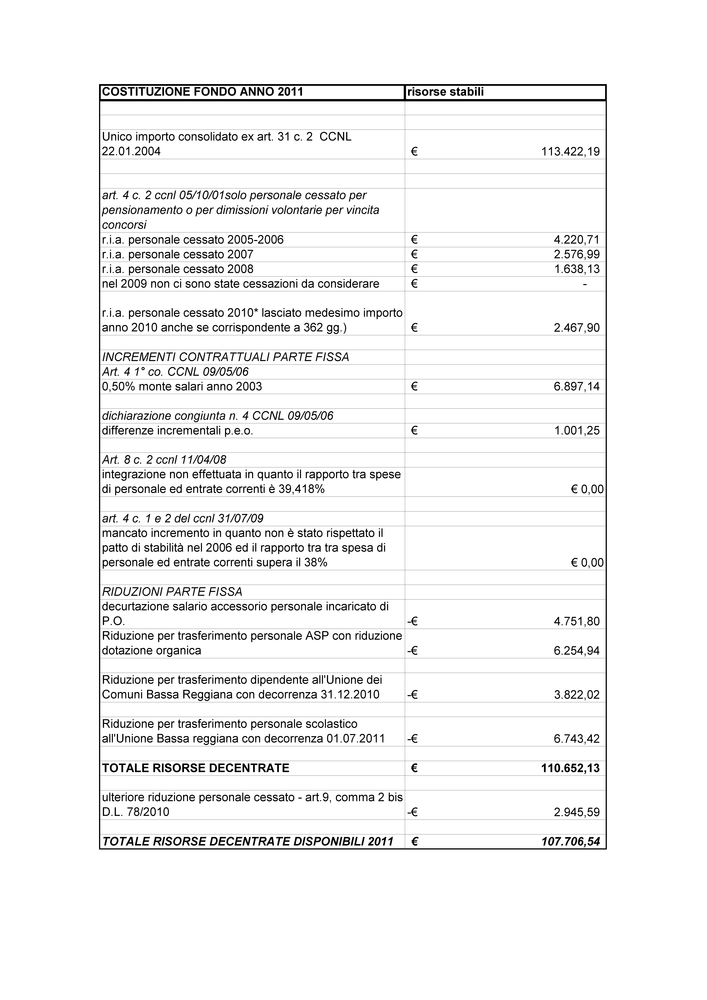 COSTITUZIONE FONDO ANNO 2011 risorse stabili
Unico importo consolidato ex art. 31 c. 2  CCNL
22.01.2004 € 113.422,19
art. 4 c. 2 ccnl 05/10/01solo personale cessato per
pensionamento o per dimissioni volontarie per vincita
concorsi
r.i.a. personale cessato 2005-2006 € 4.220,71
r.i.a. personale cessato 2007 € 2.576,99
r.i.a. personale cessato 2008 € 1.638,13
nel 2009 non ci sono state cessazioni da considerare € -
r.i.a. personale cessato 2010* lasciato medesimo importo
anno 2010 anche se corrispondente a 362 gg.) € 2.467,90
INCREMENTI CONTRATTUALI PARTE FISSA
Art. 4 1° co. CCNL 09/05/06
0,50% monte salari anno 2003 € 6.897,14
dichiarazione congiunta n. 4 CCNL 09/05/06
differenze incrementali p.e.o. € 1.001,25
Art. 8 c. 2 ccnl 11/04/08
integrazione non effettuata in quanto il rapporto tra spese
di personale ed entrate correnti è 39,418% € 0,00
art. 4 c. 1 e 2 del ccnl 31/07/09
mancato incremento in quanto non è stato rispettato il
patto di stabilità nel 2006 ed il rapporto tra tra spesa di
personale ed entrate correnti supera il 38% € 0,00
RIDUZIONI PARTE FISSA
decurtazione salario accessorio personale incaricato di
P.O. -€ 4.751,80
Riduzione per trasferimento personale ASP con riduzione
dotazione organica -€ 6.254,94
Riduzione per trasferimento dipendente all'Unione dei
Comuni Bassa Reggiana con decorrenza 31.12.2010 -€ 3.822,02
Riduzione per trasferimento personale scolastico
all'Unione Bassa reggiana con decorrenza 01.07.2011 -€ 6.743,42
TOTALE RISORSE DECENTRATE € 110.652,13
ulteriore riduzione personale cessato - art.9, comma 2 bis
D.L. 78/2010 -€ 2.945,59
TOTALE RISORSE DECENTRATE DISPONIBILI 2011 € 107.706,54